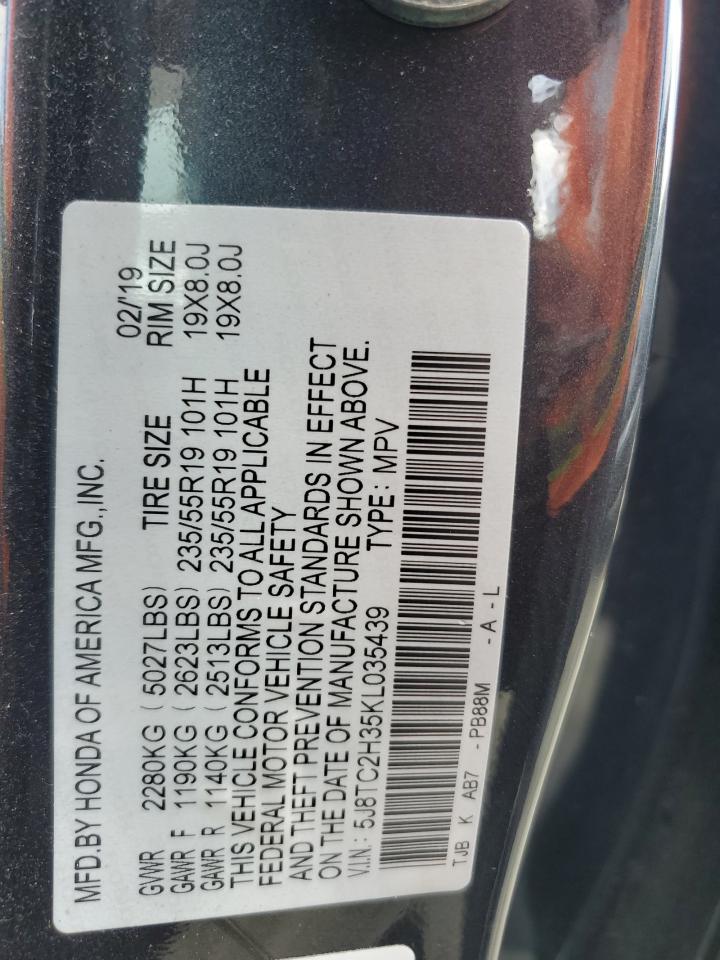 MFD.BY HONDA OF AMERICA MFG.,INC. 02/'19
GVWR 2280KG ( 5027LBS) TIRE SIZE RIM SIZE
GAWR F 1190KG ( 2623LBS) 235/55R19 101H 19X8.0J
GAWR R 1140KG ( 2513LBS) 235/55R19 101H 19X8.0J
THIS VEHICLE CONFORMS TO ALL APPLICABLE
FEDERAL MOTOR VEHICLE SAFETY
AND THEFT PREVENTION STANDARDS IN EFFECT
ON THE DATE OF MANUFACTURE SHOWN ABOVE.
V.I.N.: 5J8TC2H35KL035439 TYPE: MPV
TJB K AB7 -PB88M -A-L